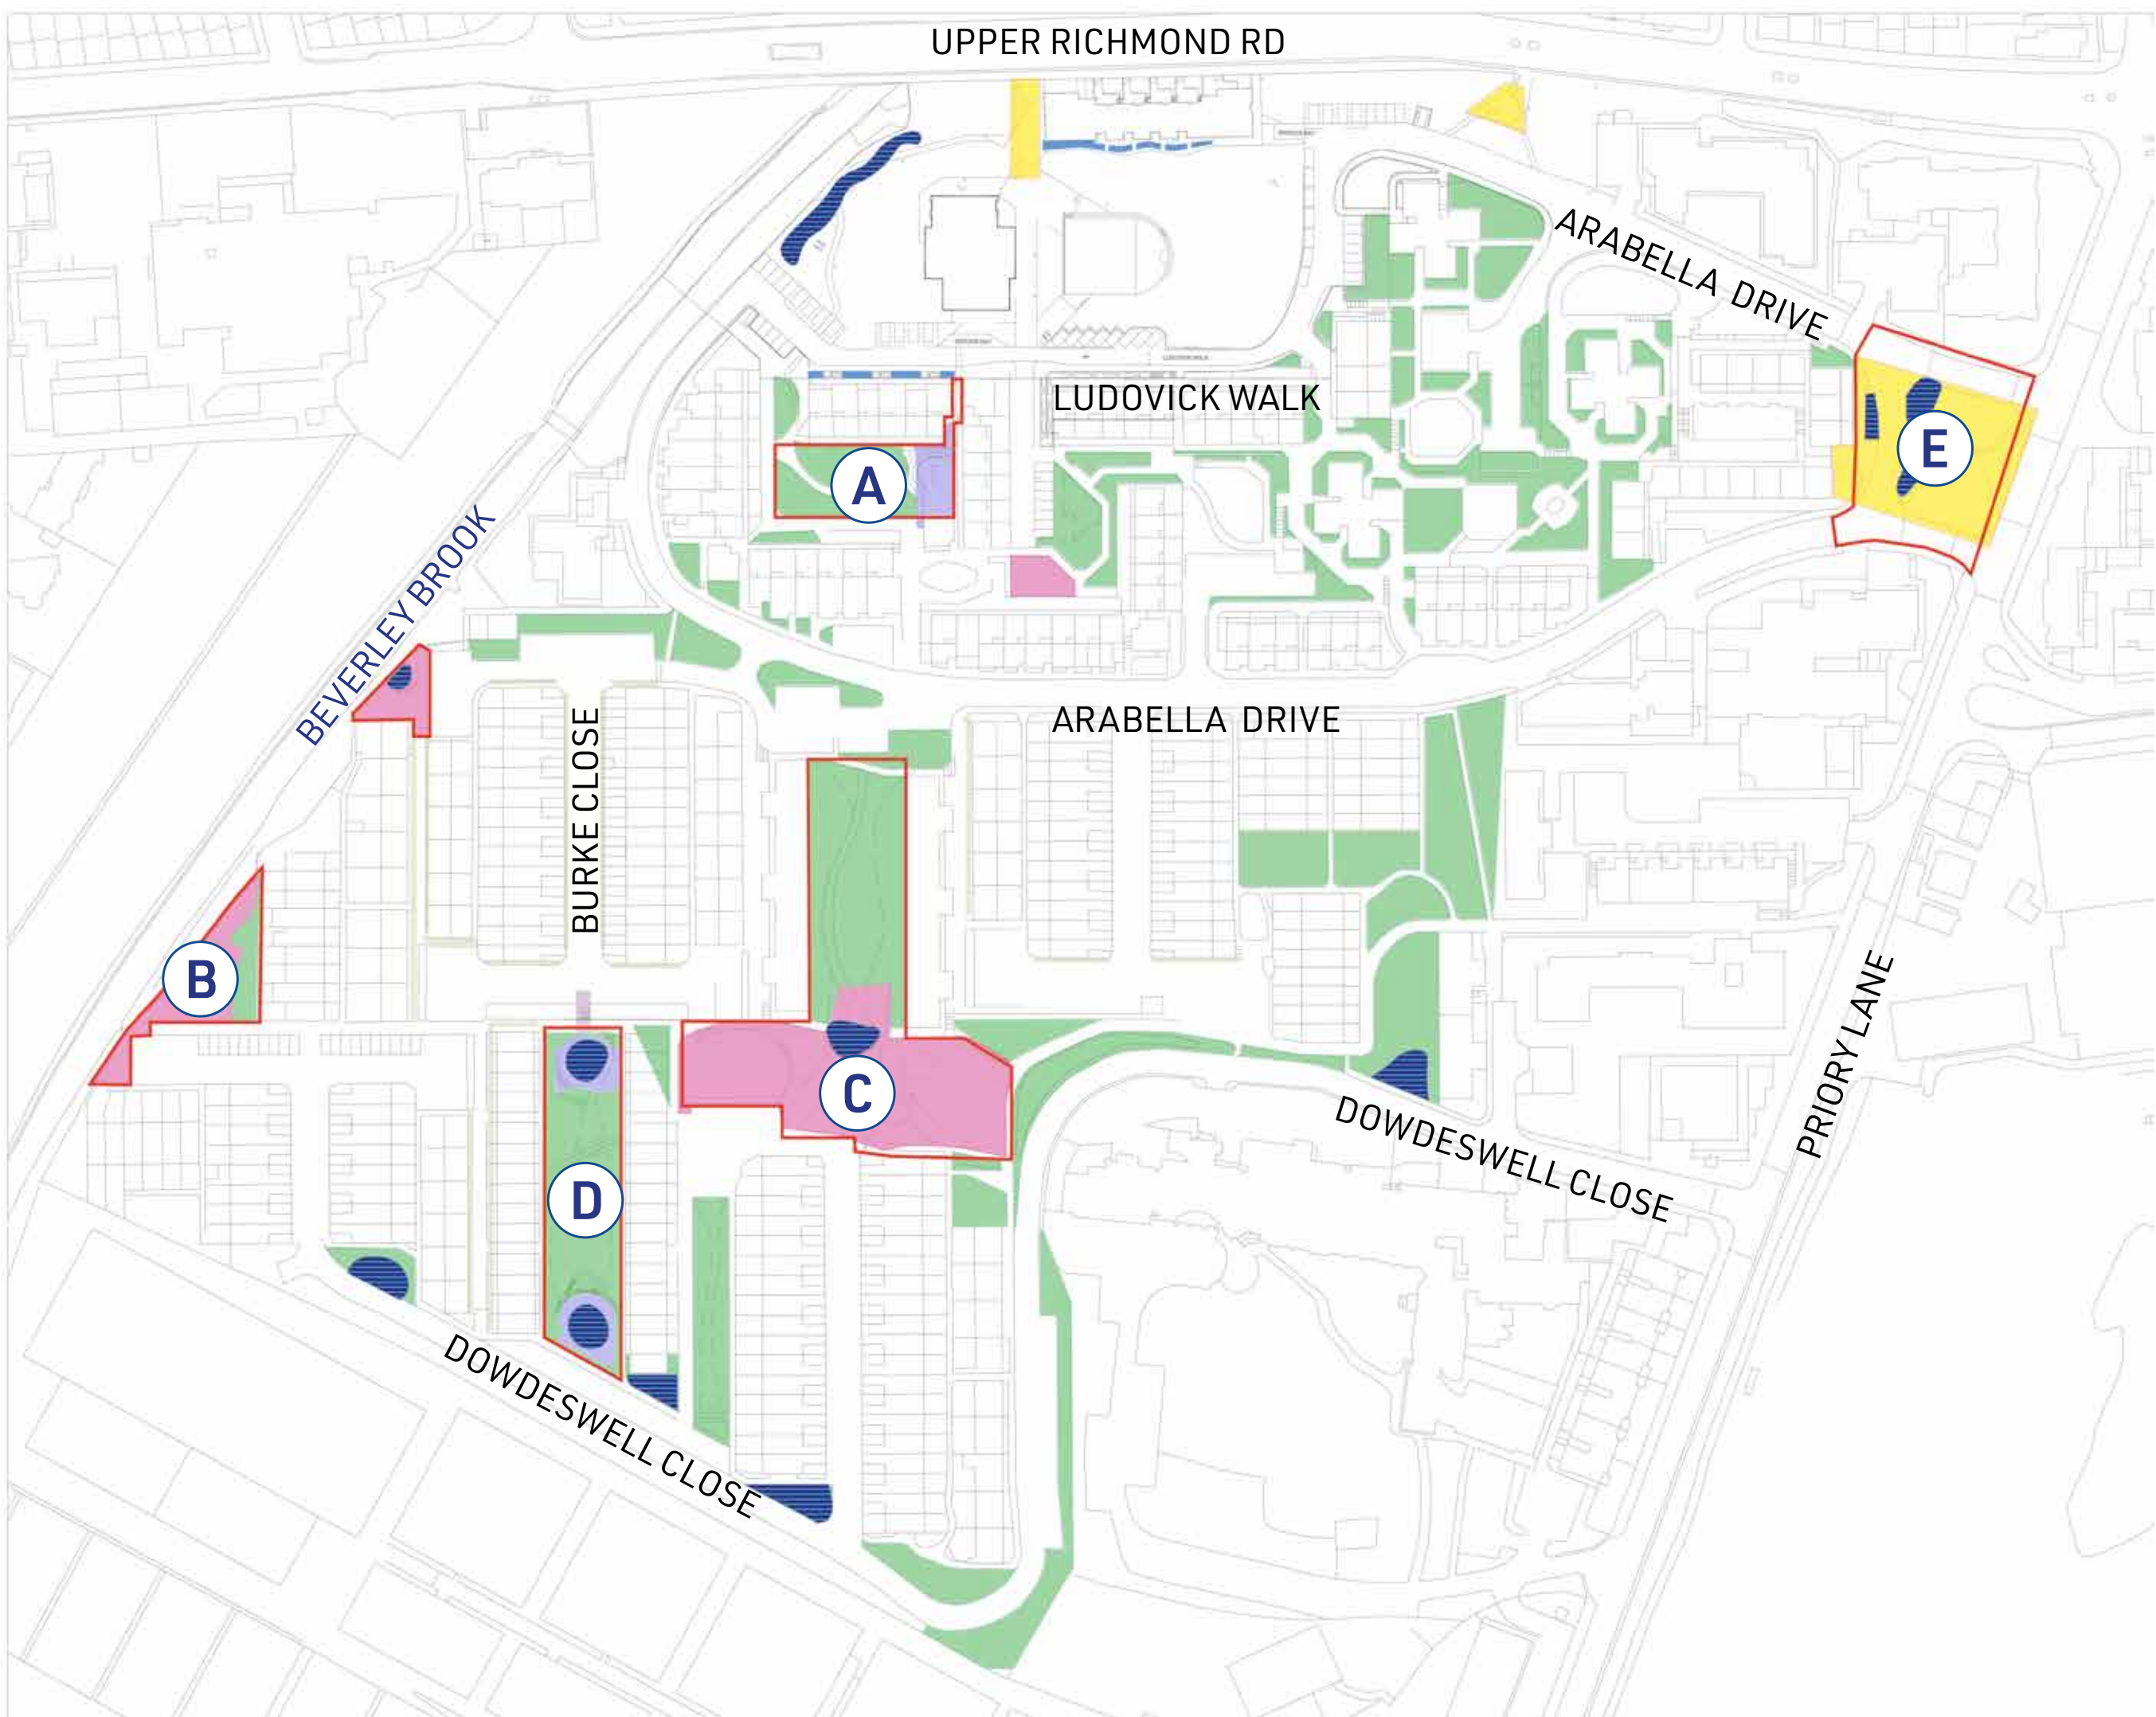 UPPER RICHMOND RD
ARABELLA DRIVE
LUDOVICK WALK
A
E
BEVERLEY BROOK
ARABELLA DRIVE
BURKE CLOSE
B
C
D
PRIORY LANE
DOWDESWELL CLOSE
DOWDESWELL CLOSE